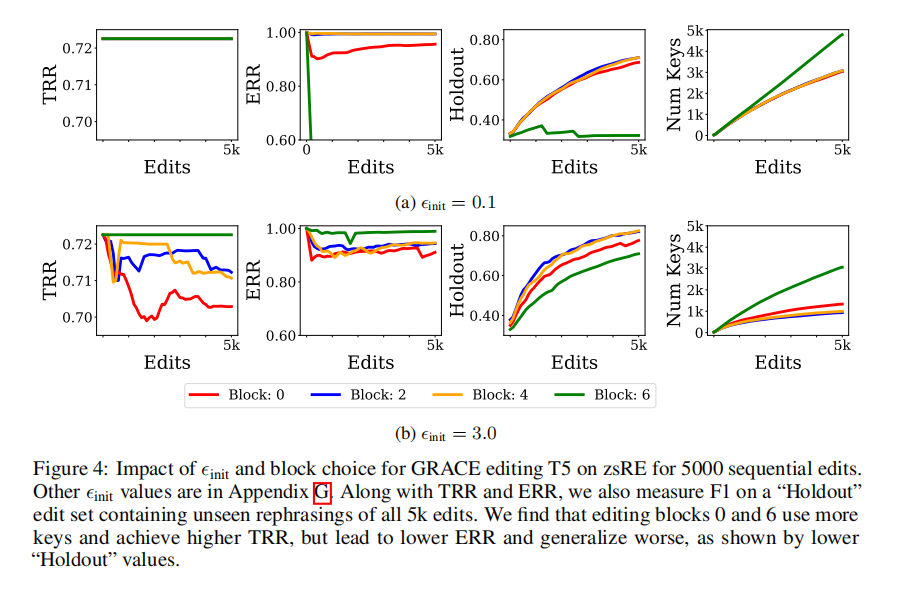 TRR
0.72
0.71
0.70
Edits
5k
ERR
1.00
0.80
0.60
0
5k
Edits
Holdout
0.80
0.60
0.40
5k
Edits
Num Keys
5k
4k
3k
2k
1k
0
5k
Edits
(a) ϵinit = 0.1
TRR
0.72
0.71
0.70
5k
Edits
ERR
1.00
0.80
0.60
5k
Edits
Holdout
0.80
0.60
0.40
5k
Edits
Num Keys
5k
4k
3k
2k
1k
0
5k
Edits
Block: 0 Block: 2 Block: 4 Block: 6
(b) ϵinit = 3.0
Figure 4: Impact of ϵinit and block choice for GRACE editing T5 on zsRE for 5000 sequential edits.
Other ϵinit values are in Appendix G. Along with TRR and ERR, we also measure F1 on a “Holdout”
edit set containing unseen rephrasings of all 5k edits. We find that editing blocks 0 and 6 use more
keys and achieve higher TRR, but lead to lower ERR and generalize worse, as shown by lower
“Holdout” values.